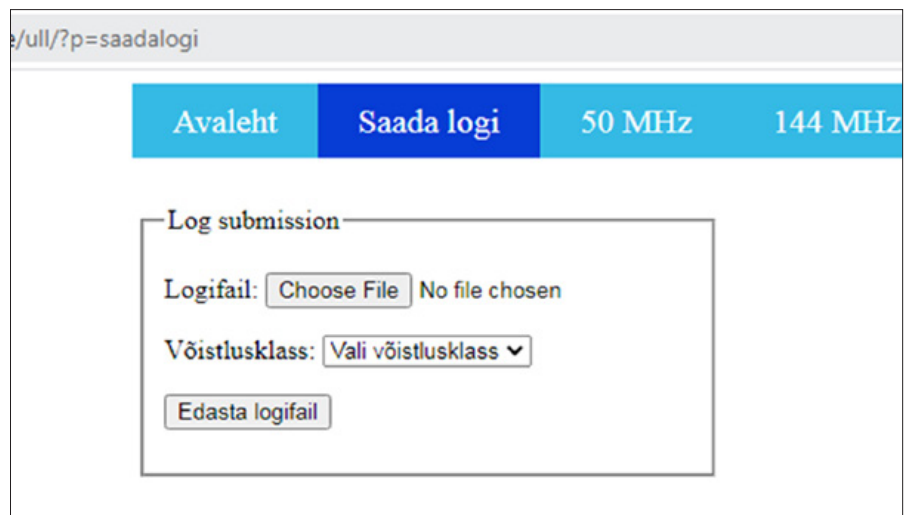 /ull/?p=saadalogi
Avaleht Saada logi 50 MHz 144 MHz
Log submission
Logifail: Choose File No file chosen
Võistlusklass: Vali võistlusklass
Edasta logifail